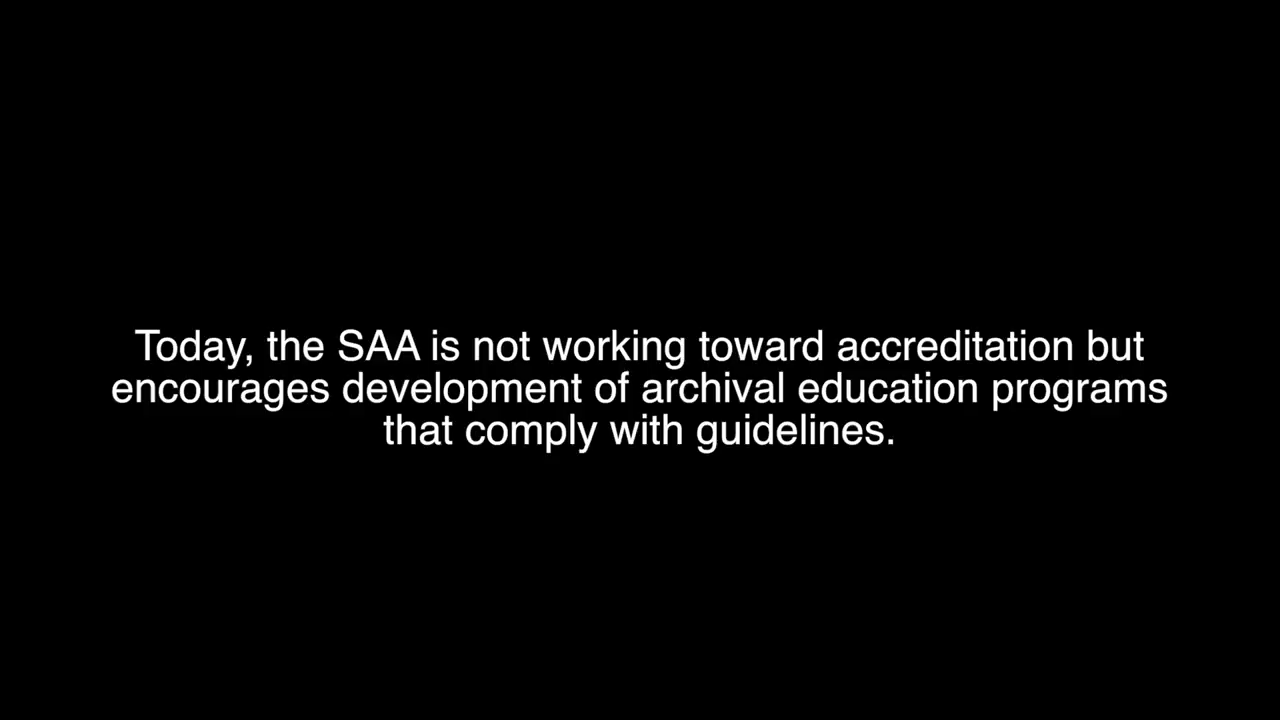 Today, the SAA is not working toward accreditation but
encourages development of archival education programs
that comply with guidelines.